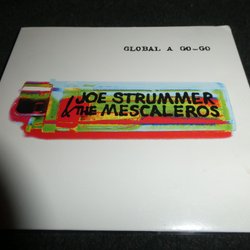 GLOBAL A GO-GO
JOE STRUMMER
& THE MESCALEROS